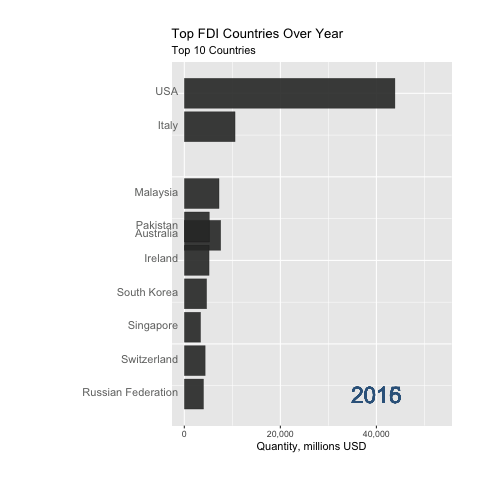 Top FDI Countries Over Year
Top 10 Countries
USA
Italy
Malaysia
Pakistan
Australia
Ireland
South Korea
Singapore
Switzerland
Russian Federation
2016
0 20,000 40,000
Quantity, millions USD